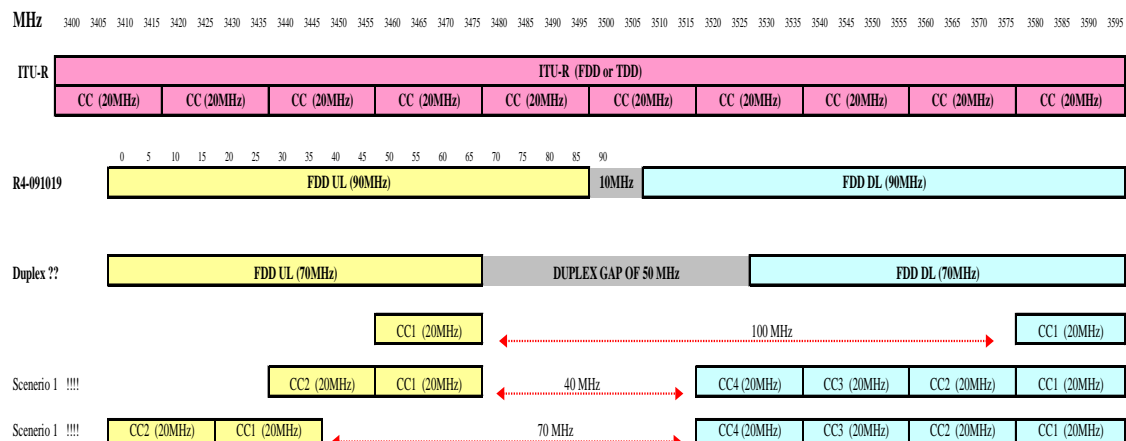 MHz 3400 3405 3410 3415 3420 3425 3430 3435 3440 3445 3450 3455 3460 3465 3470 3475 3480 3485 3490 3495 3500 3505 3510 3515 3520 3525 3530 3535 3540 3545 3550 3555 3560 3565 3570 3575 3580 3585 3590 3595
ITU-R ITU-R (FDD or TDD)
CC (20MHz) CC (20MHz) CC (20MHz) CC (20MHz) CC (20MHz) CC (20MHz) CC (20MHz) CC (20MHz) CC (20MHz) CC (20MHz)
0 5 10 15 20 25 30 35 40 45 50 55 60 65 70 75 80 85 90
R4-091019 FDD UL (90MHz) 10MHz FDD DL (90MHz)
Duplex ?? FDD UL (70MHz) DUPLEX GAP OF 50 MHz FDD DL (70MHz)
CC1 (20MHz) 100 MHz CC1 (20MHz)
Scenerio 1 !!!! CC2 (20MHz) CC1 (20MHz) 40 MHz CC4 (20MHz) CC3 (20MHz) CC2 (20MHz) CC1 (20MHz)
Scenerio 1 !!!! CC2 (20MHz) CC1 (20MHz) 70 MHz CC4 (20MHz) CC3 (20MHz) CC2 (20MHz) CC1 (20MHz)